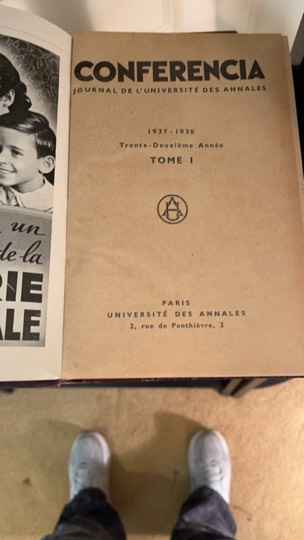 un
de-la
RIE
ALE
CONFERENCIA
JOURNAL DE L'UNIVERSITÉ DES ANNALES
1937-1938
Trente-Deuxième Année
TOME I
PARIS
UNIVERSITÉ DES ANNALES
2, rue de Penthièvre, 2